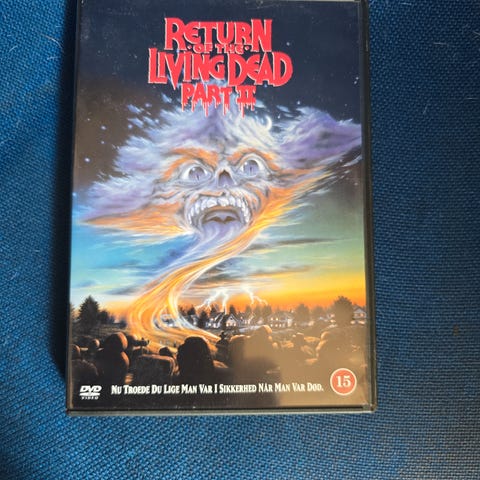 RETURN
OF THE
LIVING DEAD
PART II
DVD
VIDEO
NU TROEDE DU LIGE MAN VAR I SIKKERHED NÅR MAN VAR DØD.
15